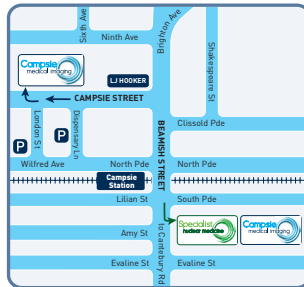 Sixth Ave
Brighton Ave
Ninth Ave
Shakespeare St
Campsie
medical imaging
LJ HOOKER
CAMPSIE STREET
London St
Dispensary Ln
P
P
BEAMISH STREET
Clissold Pde
Wilfred Ave
North Pde
North Pde
Campsie
Station
Lilian St
South Pde
Specialist
nuclear medicine
Campsie
medical imaging
Amy St
to Cantebury Rd
Evaline St
Evaline St